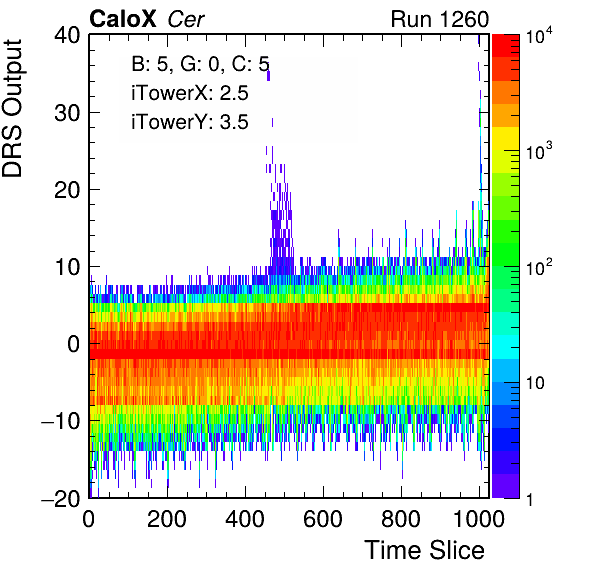 CaloX Cer Run 1260
B: 5, G: 0, C: 5
iTowerX: 2.5
iTowerY: 3.5
DRS Output
40
30
20
10
0
−10
−20
0 200 400 600 800 1000
Time Slice
10^4
10^3
10^2
10
1